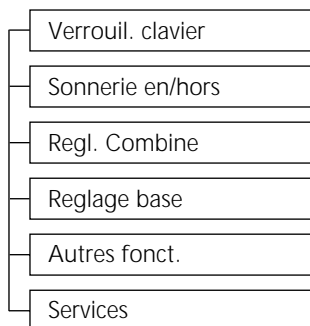 Verrouil. clavier
Sonnerie en/hors
Regl. Combine
Reglage base
Autres fonct.
Services